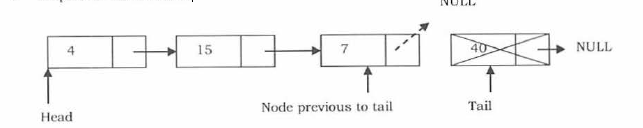 NULL
4 15 7 40 NULL
Node previous to tail Tail
Head